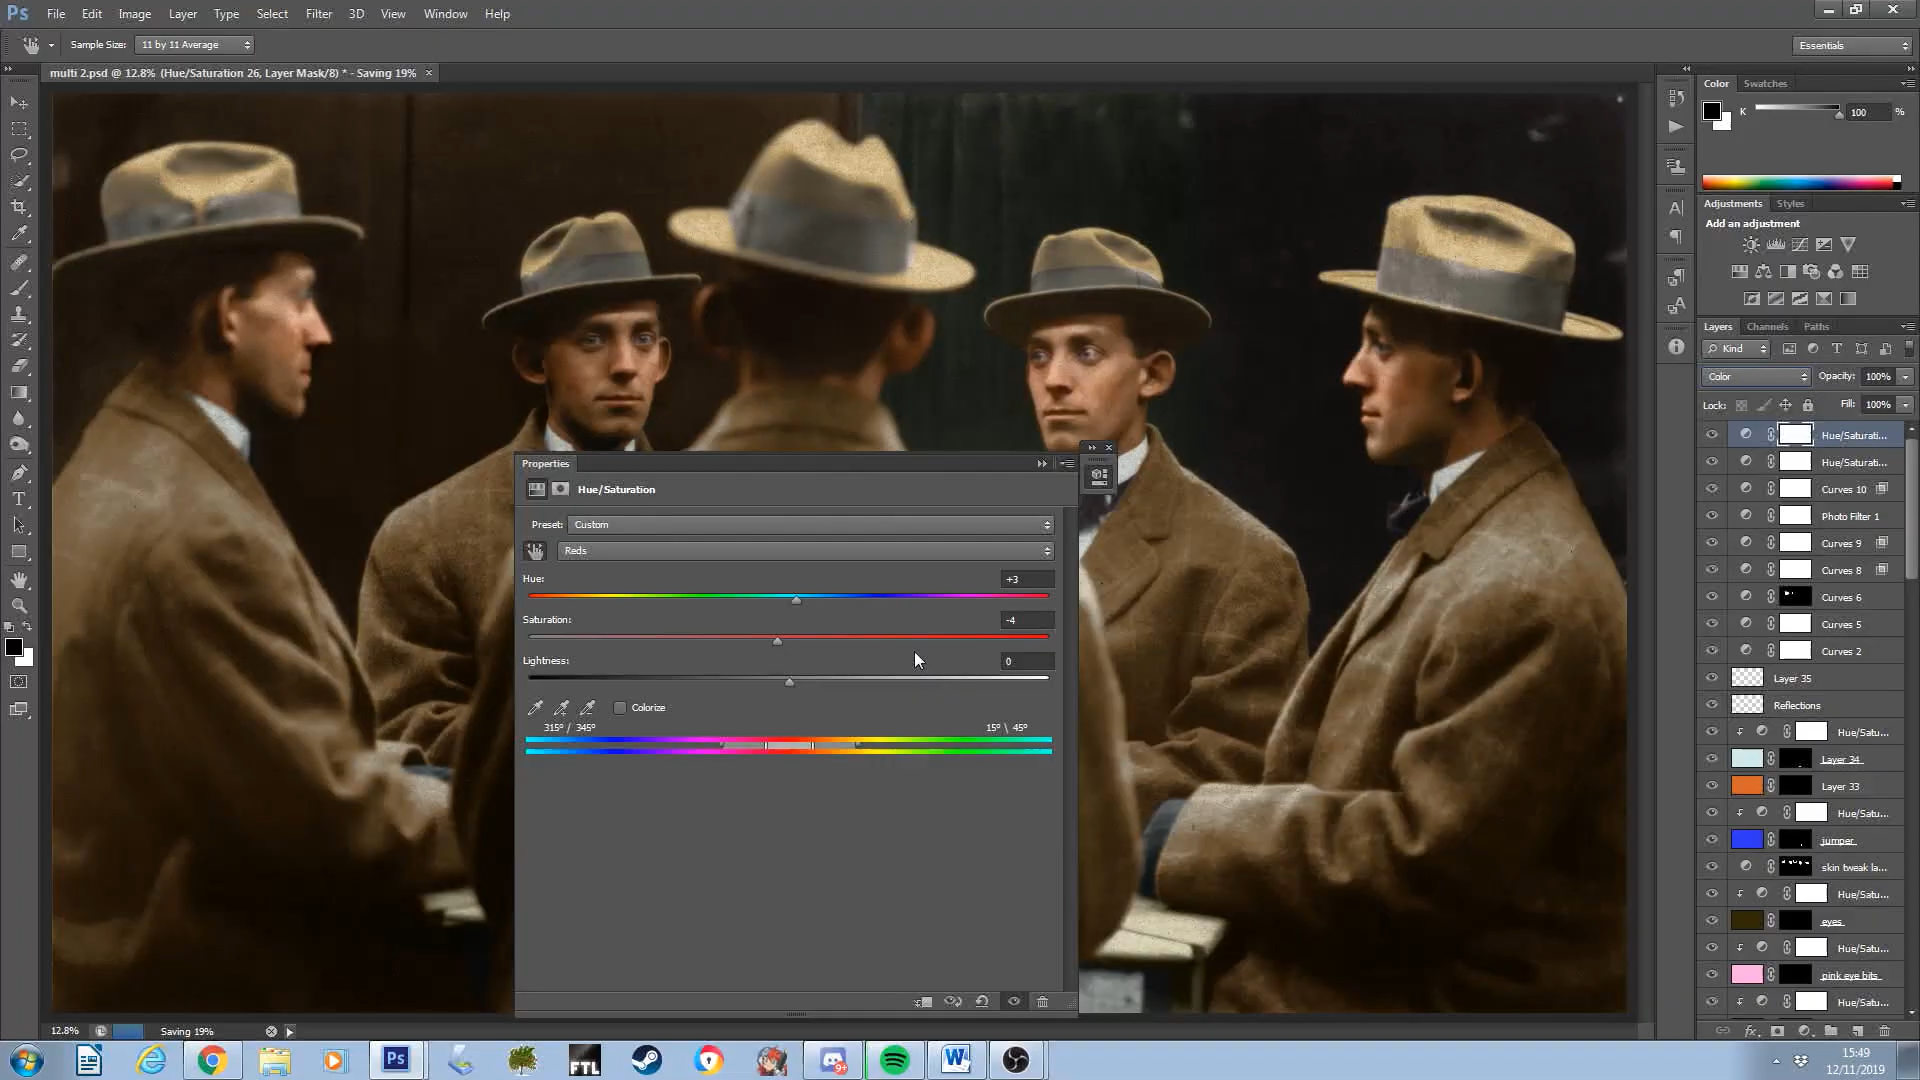 Ps File Edit Image Layer Type Select Filter 3D View Window Help
Sample Size: 11 by 11 Average Essentials
multi 2.psd @ 12.8% (Hue/Saturation 26, Layer Mask/8) * - Saving 19% ×
Color Swatches
K 100 %
Adjustments Styles
Add an adjustment
Layers Channels Paths
Kind
Color Opacity: 100%
Lock: Fill: 100%
Hue/Saturati...
Hue/Saturati...
Curves 10
Photo Filter 1
Curves 9
Curves 8
Curves 6
Curves 5
Curves 2
Layer 35
Reflections
Hue/Satu...
Layer 34
Layer 33
Hue/Satu...
jumper
skin tweak la...
Hue/Satu...
eyes
Hue/Satu...
pink eye bits
Hue/Satu...
Properties
Hue/Saturation
Preset: Custom
Reds
Hue: +3
Saturation: -4
Lightness: 0
Colorize
315° / 345° 15° \ 45°
12.8% Saving 19%
Ps FTL 9+ W 15:49
12/11/2019